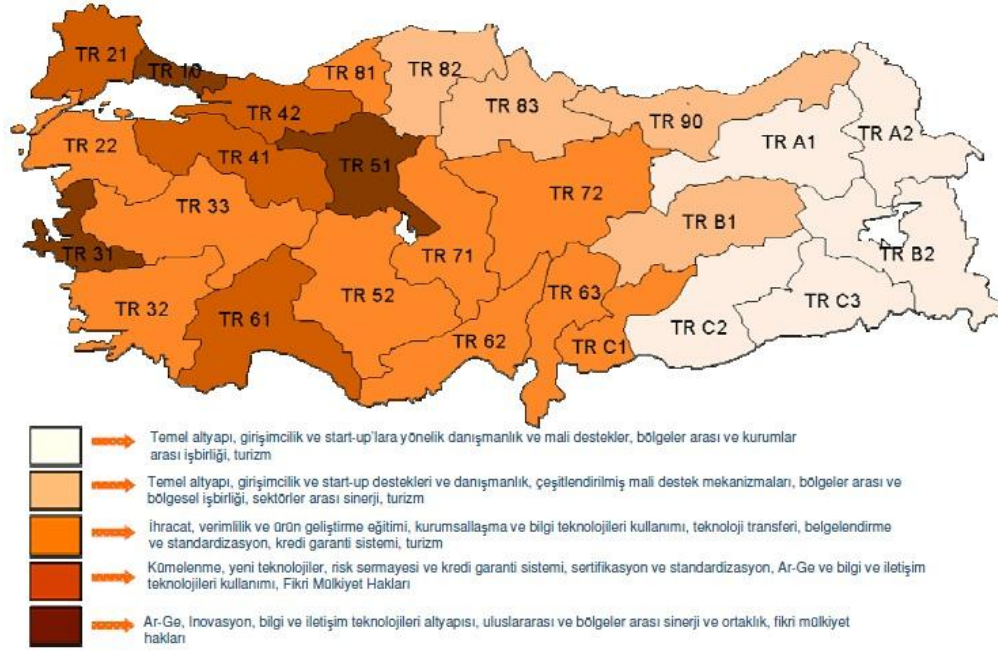 TR 21
TR 10
TR 81
TR 82
TR 42
TR 83
TR 90
TR 22
TR 41
TR 51
TR A1
TR A2
TR 33
TR 72
TR B1
TR 31
TR 71
TR B2
TR 32
TR 61
TR 52
TR 62
TR 63
TR C1
TR C2
TR C3
Temel altyapı, girişimcilik ve start-up'lara yönelik danışmanlık ve mali destekler, bölgeler arası ve kurumlar
arası işbirliği, turizm
Temel altyapı, girişimcilik ve start-up destekleri ve danışmanlık, çeşitlendirilmiş mali destek mekanizmaları, bölgeler arası ve
bölgesel işbirliği, sektörler arası sinerji, turizm
İhracat, verimlilik ve ürün geliştirme eğitimi, kurumsallaşma ve bilgi teknolojileri kullanımı, teknoloji transferi, belgelendirme
ve standardizasyon, kredi garanti sistemi, turizm
Kümelenme, yeni teknolojiler, risk sermayesi ve kredi garanti sistemi, sertifikasyon ve standardizasyon, Ar-Ge ve bilgi ve iletişim
teknolojileri kullanımı, Fikri Mülkiyet Hakları
Ar-Ge, Inovasyon, bilgi ve iletişim teknolojileri altyapısı, uluslararası ve bölgeler arası sinerji ve ortaklık, fikri mülkiyet
hakları